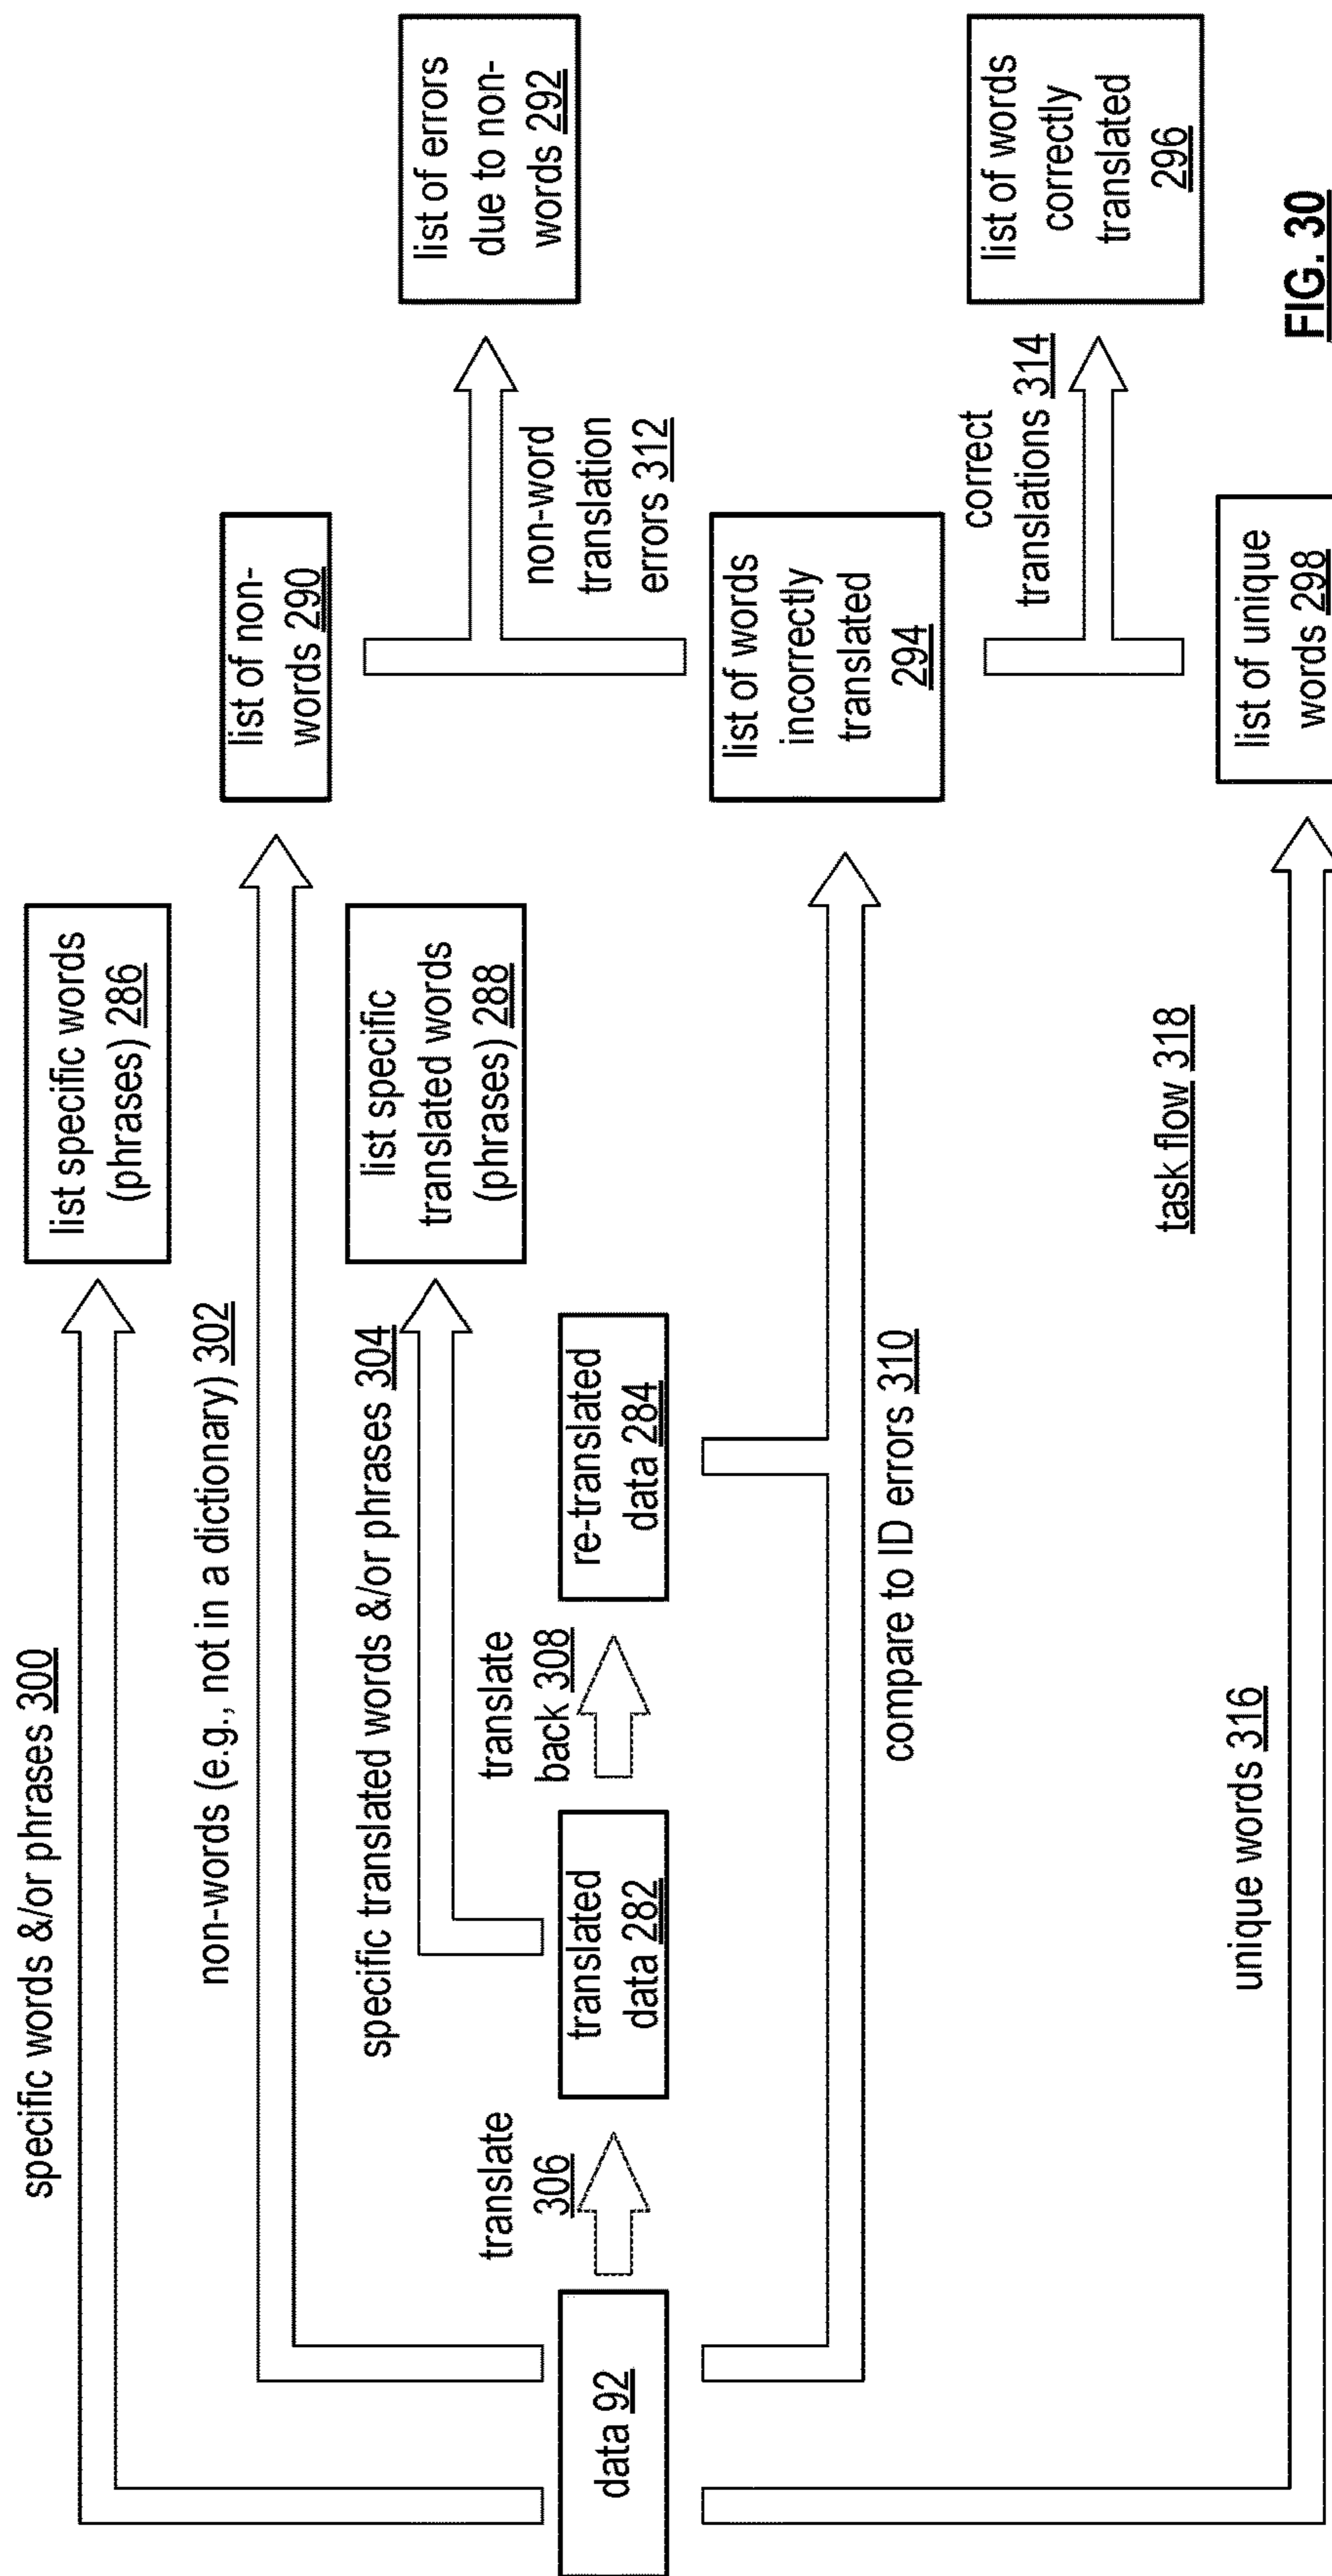 specific words &/or phrases 300
list specific words
(phrases) 286
non-words (e.g., not in a dictionary) 302
list of non-
words 290
specific translated words &/or phrases 304
list specific
translated words
(phrases) 288
list of errors
due to non-
words 292
non-word
translation
errors 312
data 92
translate
306
translated
data 282
translate
back 308
re-translated
data 284
compare to ID errors 310
list of words
incorrectly
translated
294
correct
translations 314
list of words
correctly
translated
296
unique words 316
task flow 318
list of unique
words 298
FIG. 30